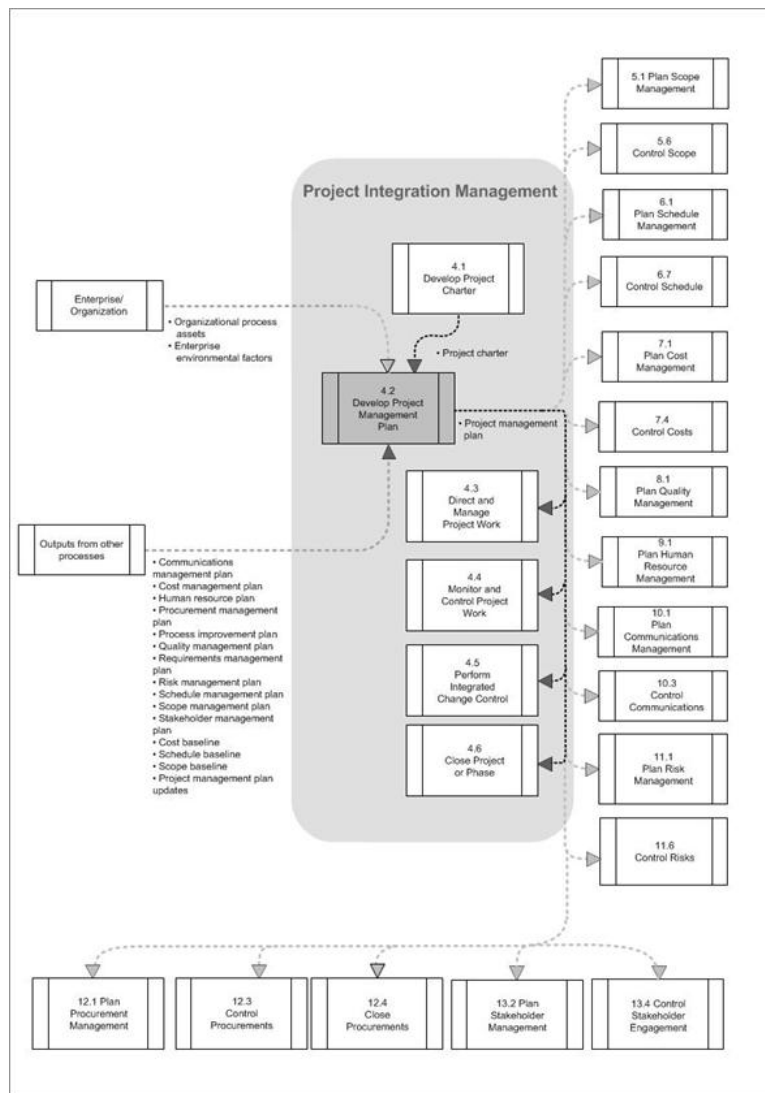 5.1 Plan Scope
Management
5.6
Control Scope
Project Integration Management
6.1
Plan Schedule
Management
4.1
Develop Project
Charter
6.7
Control Schedule
Enterprise/
Organization
• Organizational process
assets
• Enterprise
environmental factors
• Project charter
7.1
Plan Cost
Management
4.2
Develop Project
Management
Plan
• Project management
plan
7.4
Control Costs
4.3
Direct and
Manage
Project Work
8.1
Plan Quality
Management
Outputs from other
processes
9.1
Plan Human
Resource
Management
• Communications
management plan
• Cost management plan
• Human resource plan
• Procurement management
plan
• Process improvement plan
• Quality management plan
• Requirements management
plan
• Risk management plan
• Schedule management plan
• Scope management plan
• Stakeholder management
plan
• Cost baseline
• Schedule baseline
• Scope baseline
• Project management plan
updates
4.4
Monitor and
Control Project
Work
10.1
Plan
Communications
Management
4.5
Perform
Integrated
Change Control
10.3
Control
Communications
4.6
Close Project
or Phase
11.1
Plan Risk
Management
11.6
Control Risks
12.1 Plan
Procurement
Management
12.3
Control
Procurements
12.4
Close
Procurements
13.2 Plan
Stakeholder
Management
13.4 Control
Stakeholder
Engagement